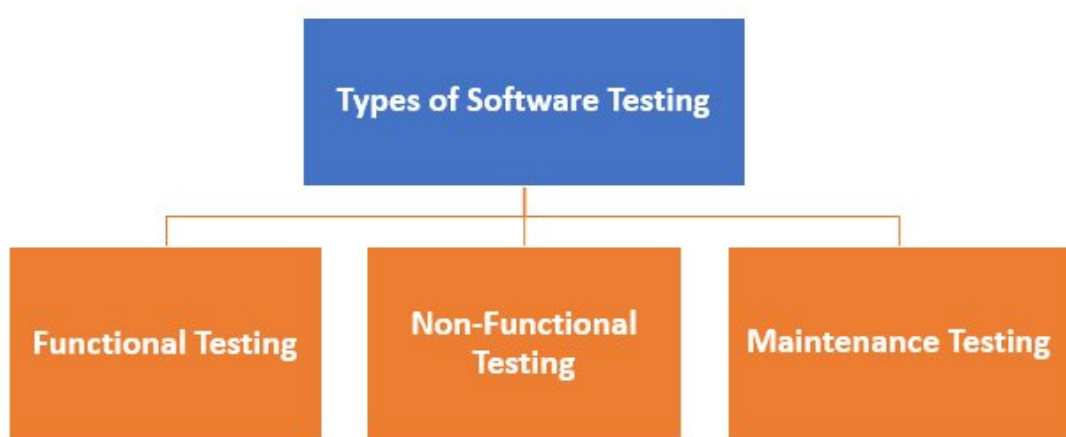 Types of Software Testing
Functional Testing
Non-Functional
Testing
Maintenance Testing